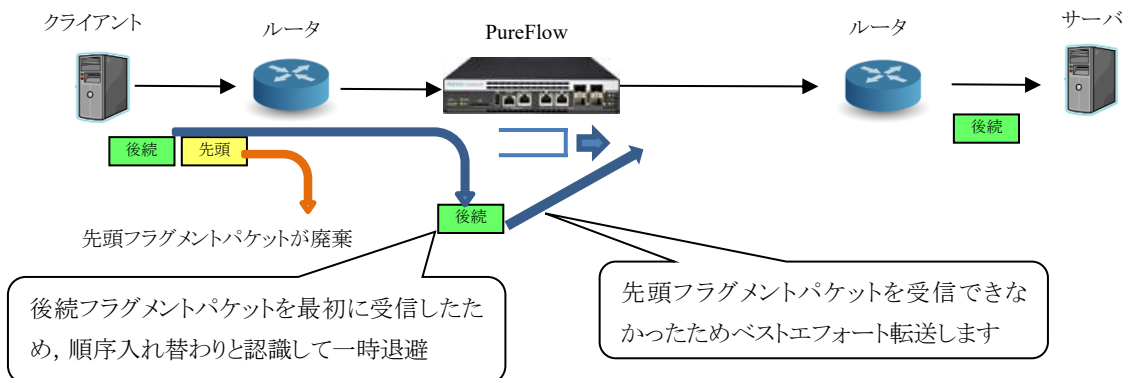 クライアント
ルータ
PureFlow
ルータ
サーバ
後続
先頭
後続
後続
先頭フラグメントパケットが廃棄
後続フラグメントパケットを最初に受信したた
め, 順序入れ替わりと認識して一時退避
先頭フラグメントパケットを受信できな
かったためベストエフォート転送します